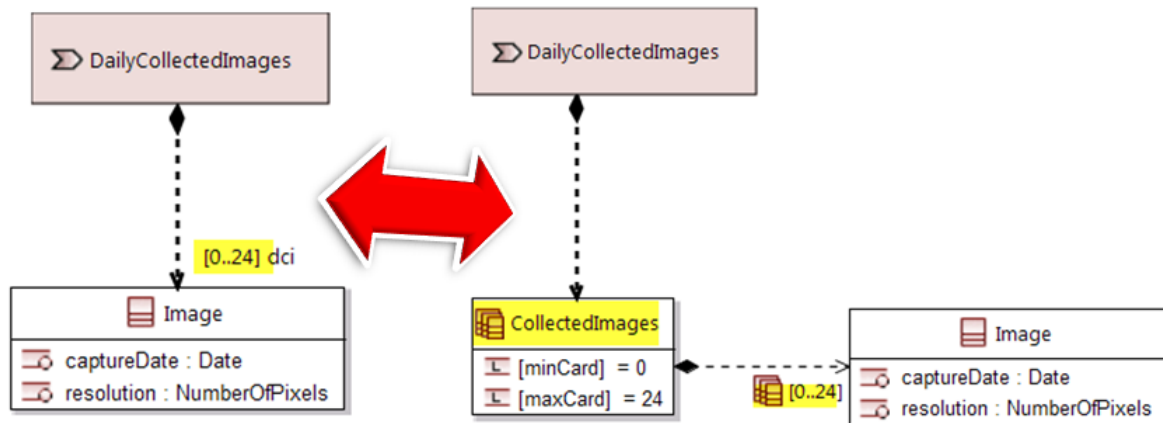 DailyCollectedImages
[0..24] dci
Image
captureDate : Date
resolution : NumberOfPixels
DailyCollectedImages
CollectedImages
L [minCard] = 0
L [maxCard] = 24
[0..24]
Image
captureDate : Date
resolution : NumberOfPixels